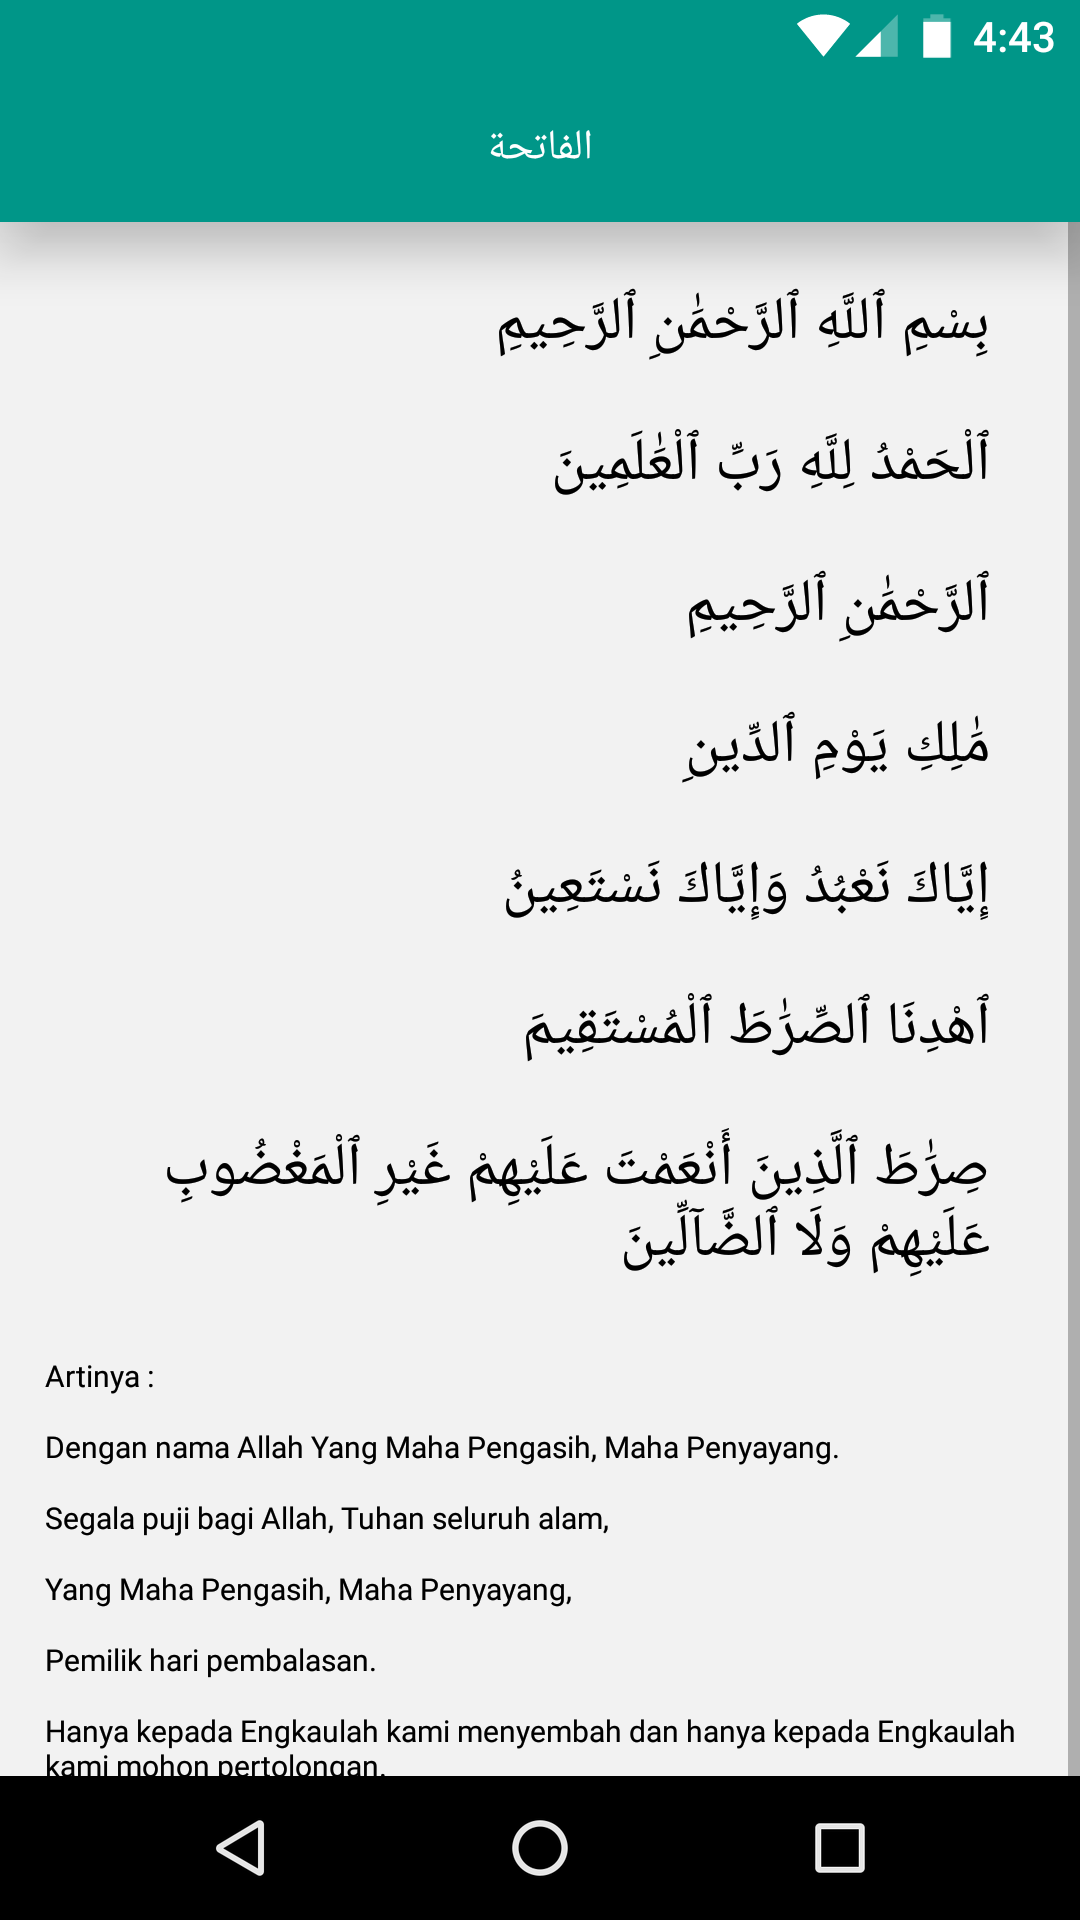 4:43
الفاتحة
بِسْمِ ٱللَّهِ ٱلرَّحْمَٰنِ ٱلرَّحِيمِ
ٱلْحَمْدُ لِلَّهِ رَبِّ ٱلْعَٰلَمِينَ
ٱلرَّحْمَٰنِ ٱلرَّحِيمِ
مَٰلِكِ يَوْمِ ٱلدِّينِ
إِيَّاكَ نَعْبُدُ وَإِيَّاكَ نَسْتَعِينُ
ٱهْدِنَا ٱلصِّرَٰطَ ٱلْمُسْتَقِيمَ
صِرَٰطَ ٱلَّذِينَ أَنْعَمْتَ عَلَيْهِمْ غَيْرِ ٱلْمَغْضُوبِ
عَلَيْهِمْ وَلَا ٱلضَّآلِّينَ
Artinya :
Dengan nama Allah Yang Maha Pengasih, Maha Penyayang.
Segala puji bagi Allah, Tuhan seluruh alam,
Yang Maha Pengasih, Maha Penyayang,
Pemilik hari pembalasan.
Hanya kepada Engkaulah kami menyembah dan hanya kepada Engkaulah
kami mohon pertolongan.